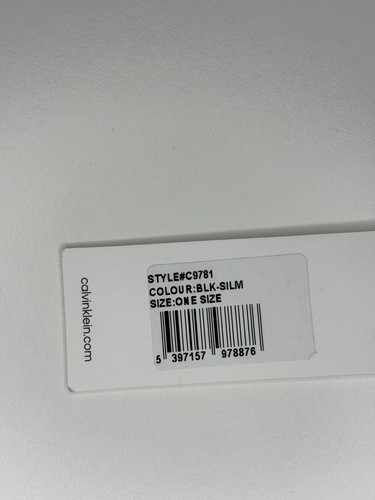 STYLE#C9781
COLOUR:BLK-SILM
SIZE:ONE SIZE
5 397157 978876
calvinklein.com